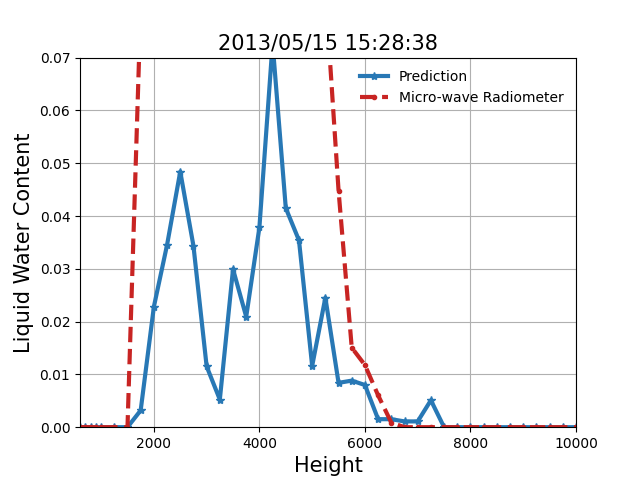 2013/05/15 15:28:38
0.07
0.06
0.05
0.04
0.03
0.02
0.01
0.00
Liquid Water Content
Prediction
Micro-wave Radiometer
2000 4000 6000 8000 10000
Height